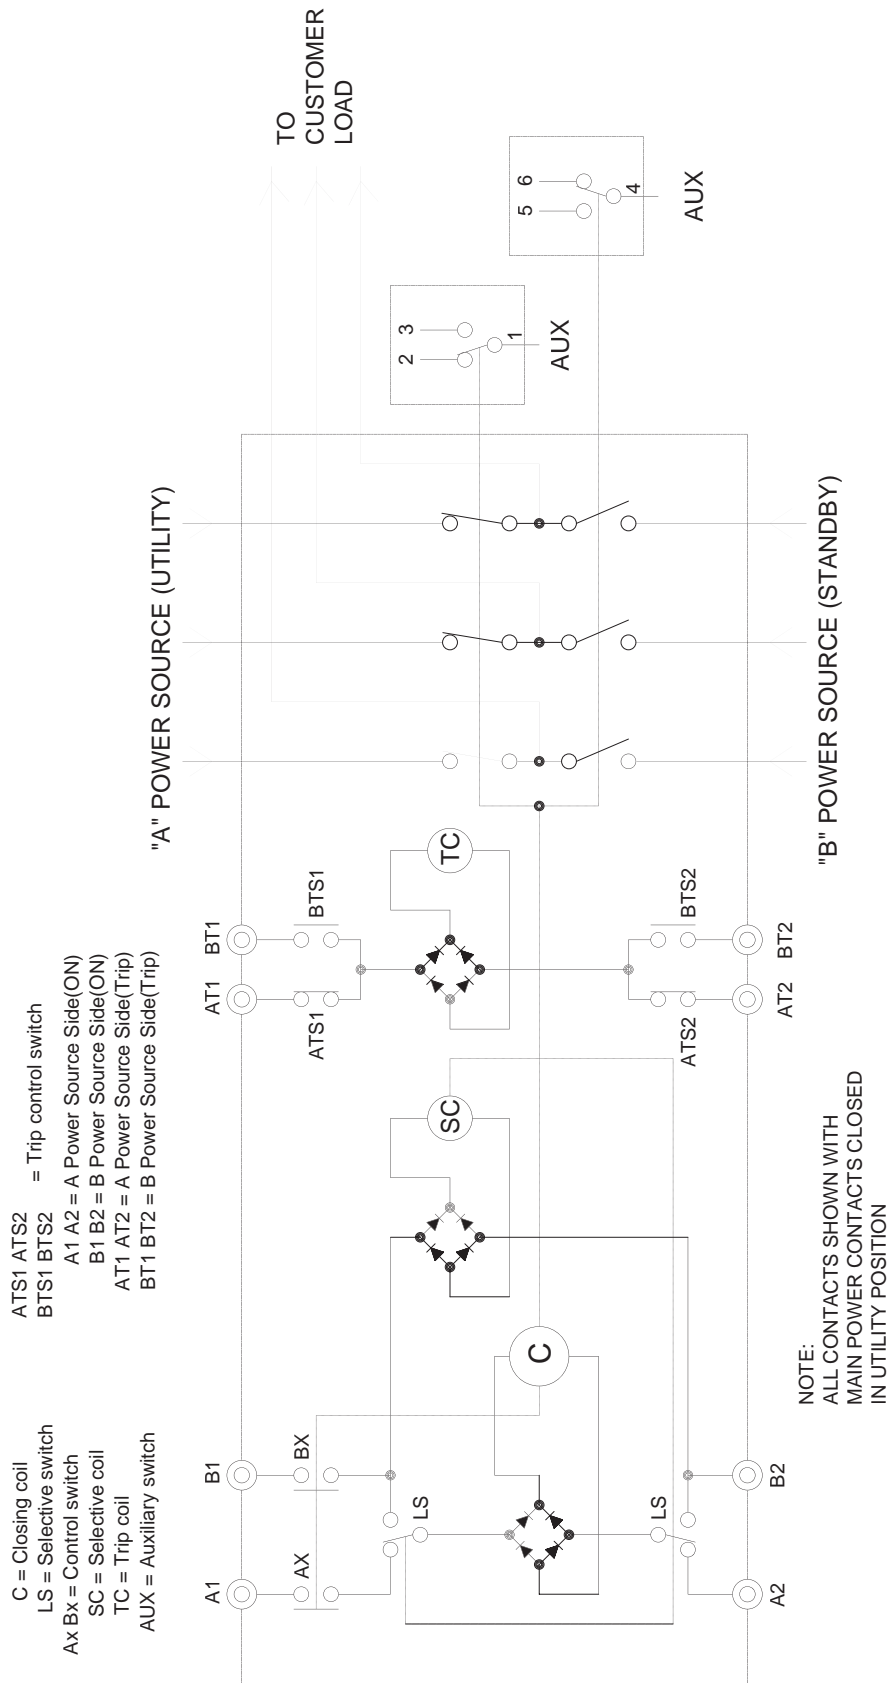 C = Closing coil
LS = Selective switch
Ax Bx = Control switch
SC = Selective coil
TC = Trip coil
AUX = Auxiliary switch
ATS1 ATS2
BTS1 BTS2
= Trip control switch
A1 A2 = A Power Source Side(ON)
B1 B2 = B Power Source Side(ON)
AT1 AT2 = A Power Source Side(Trip)
BT1 BT2 = B Power Source Side(Trip)
"A" POWER SOURCE (UTILITY)
TO
CUSTOMER
LOAD
A1
B1
AT1
BT1
AX
BX
ATS1
BTS1
LS
C
SC
TC
2
3
1
AUX
5
6
4
AUX
LS
ATS2
BTS2
A2
B2
AT2
BT2
"B" POWER SOURCE (STANDBY)
NOTE:
ALL CONTACTS SHOWN WITH
MAIN POWER CONTACTS CLOSED
IN UTILITY POSITION